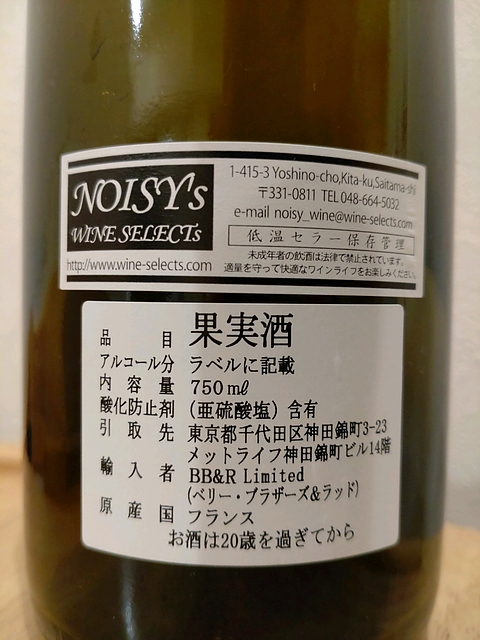 NOISY's
WINE SELECTs
http://www.wine-selects.com
1-415-3 Yoshino-cho,Kita-ku,Saitama-shi
〒331-0811 TEL 048-664-5032
e-mail noisy_wine@wine-selects.com
低温セラー保存管理
未成年者の飲酒は法律で禁止されています。
適量を守って快適なワインライフをお楽しみください。
品目 果実酒
アルコール分 ラベルに記載
内容量 750ml
酸化防止剤 (亜硫酸塩) 含有
引取先 東京都千代田区神田錦町3-23
メットライフ神田錦町ビル14階
輸入者 BB&R Limited
(ベリー・ブラザーズ&ラッド)
原産国 フランス
お酒は20歳を過ぎてから